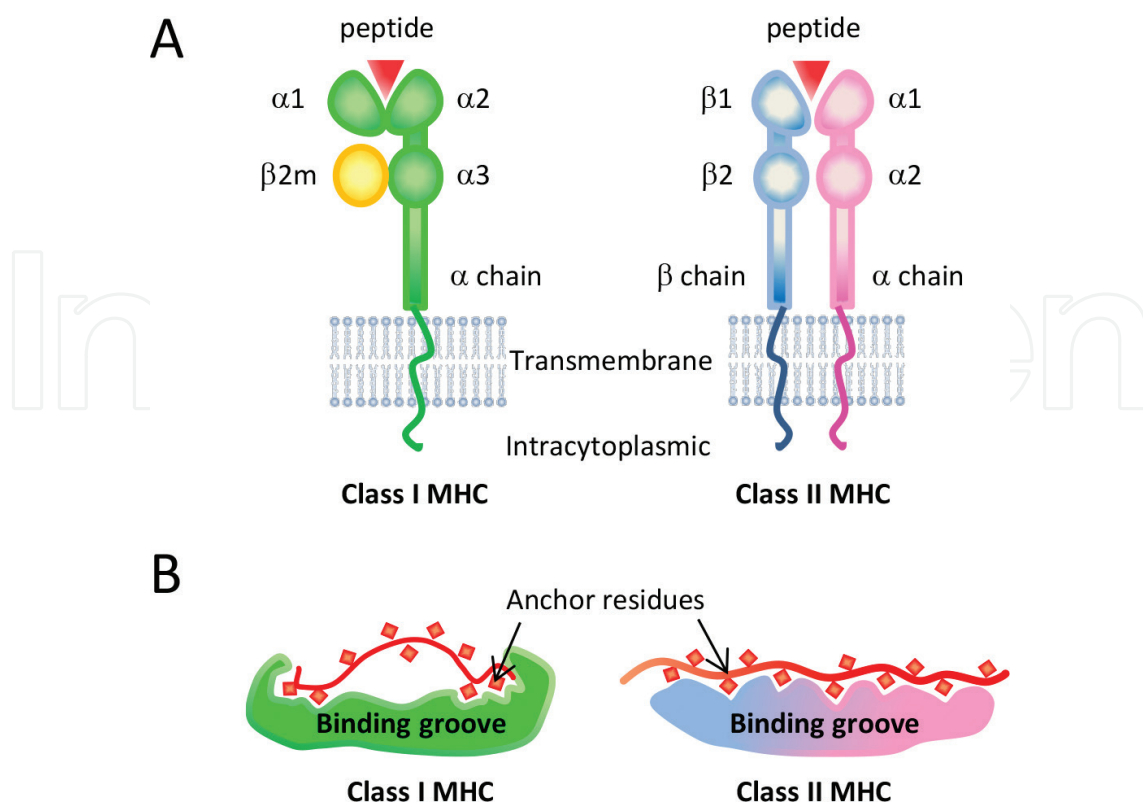 A
peptide
peptide
α1
α2
β1
α1
β2m
α3
β2
α2
α chain
β chain
α chain
Transmembrane
Intracytoplasmic
Class I MHC
Class II MHC
B
Anchor residues
Binding groove
Binding groove
Class I MHC
Class II MHC